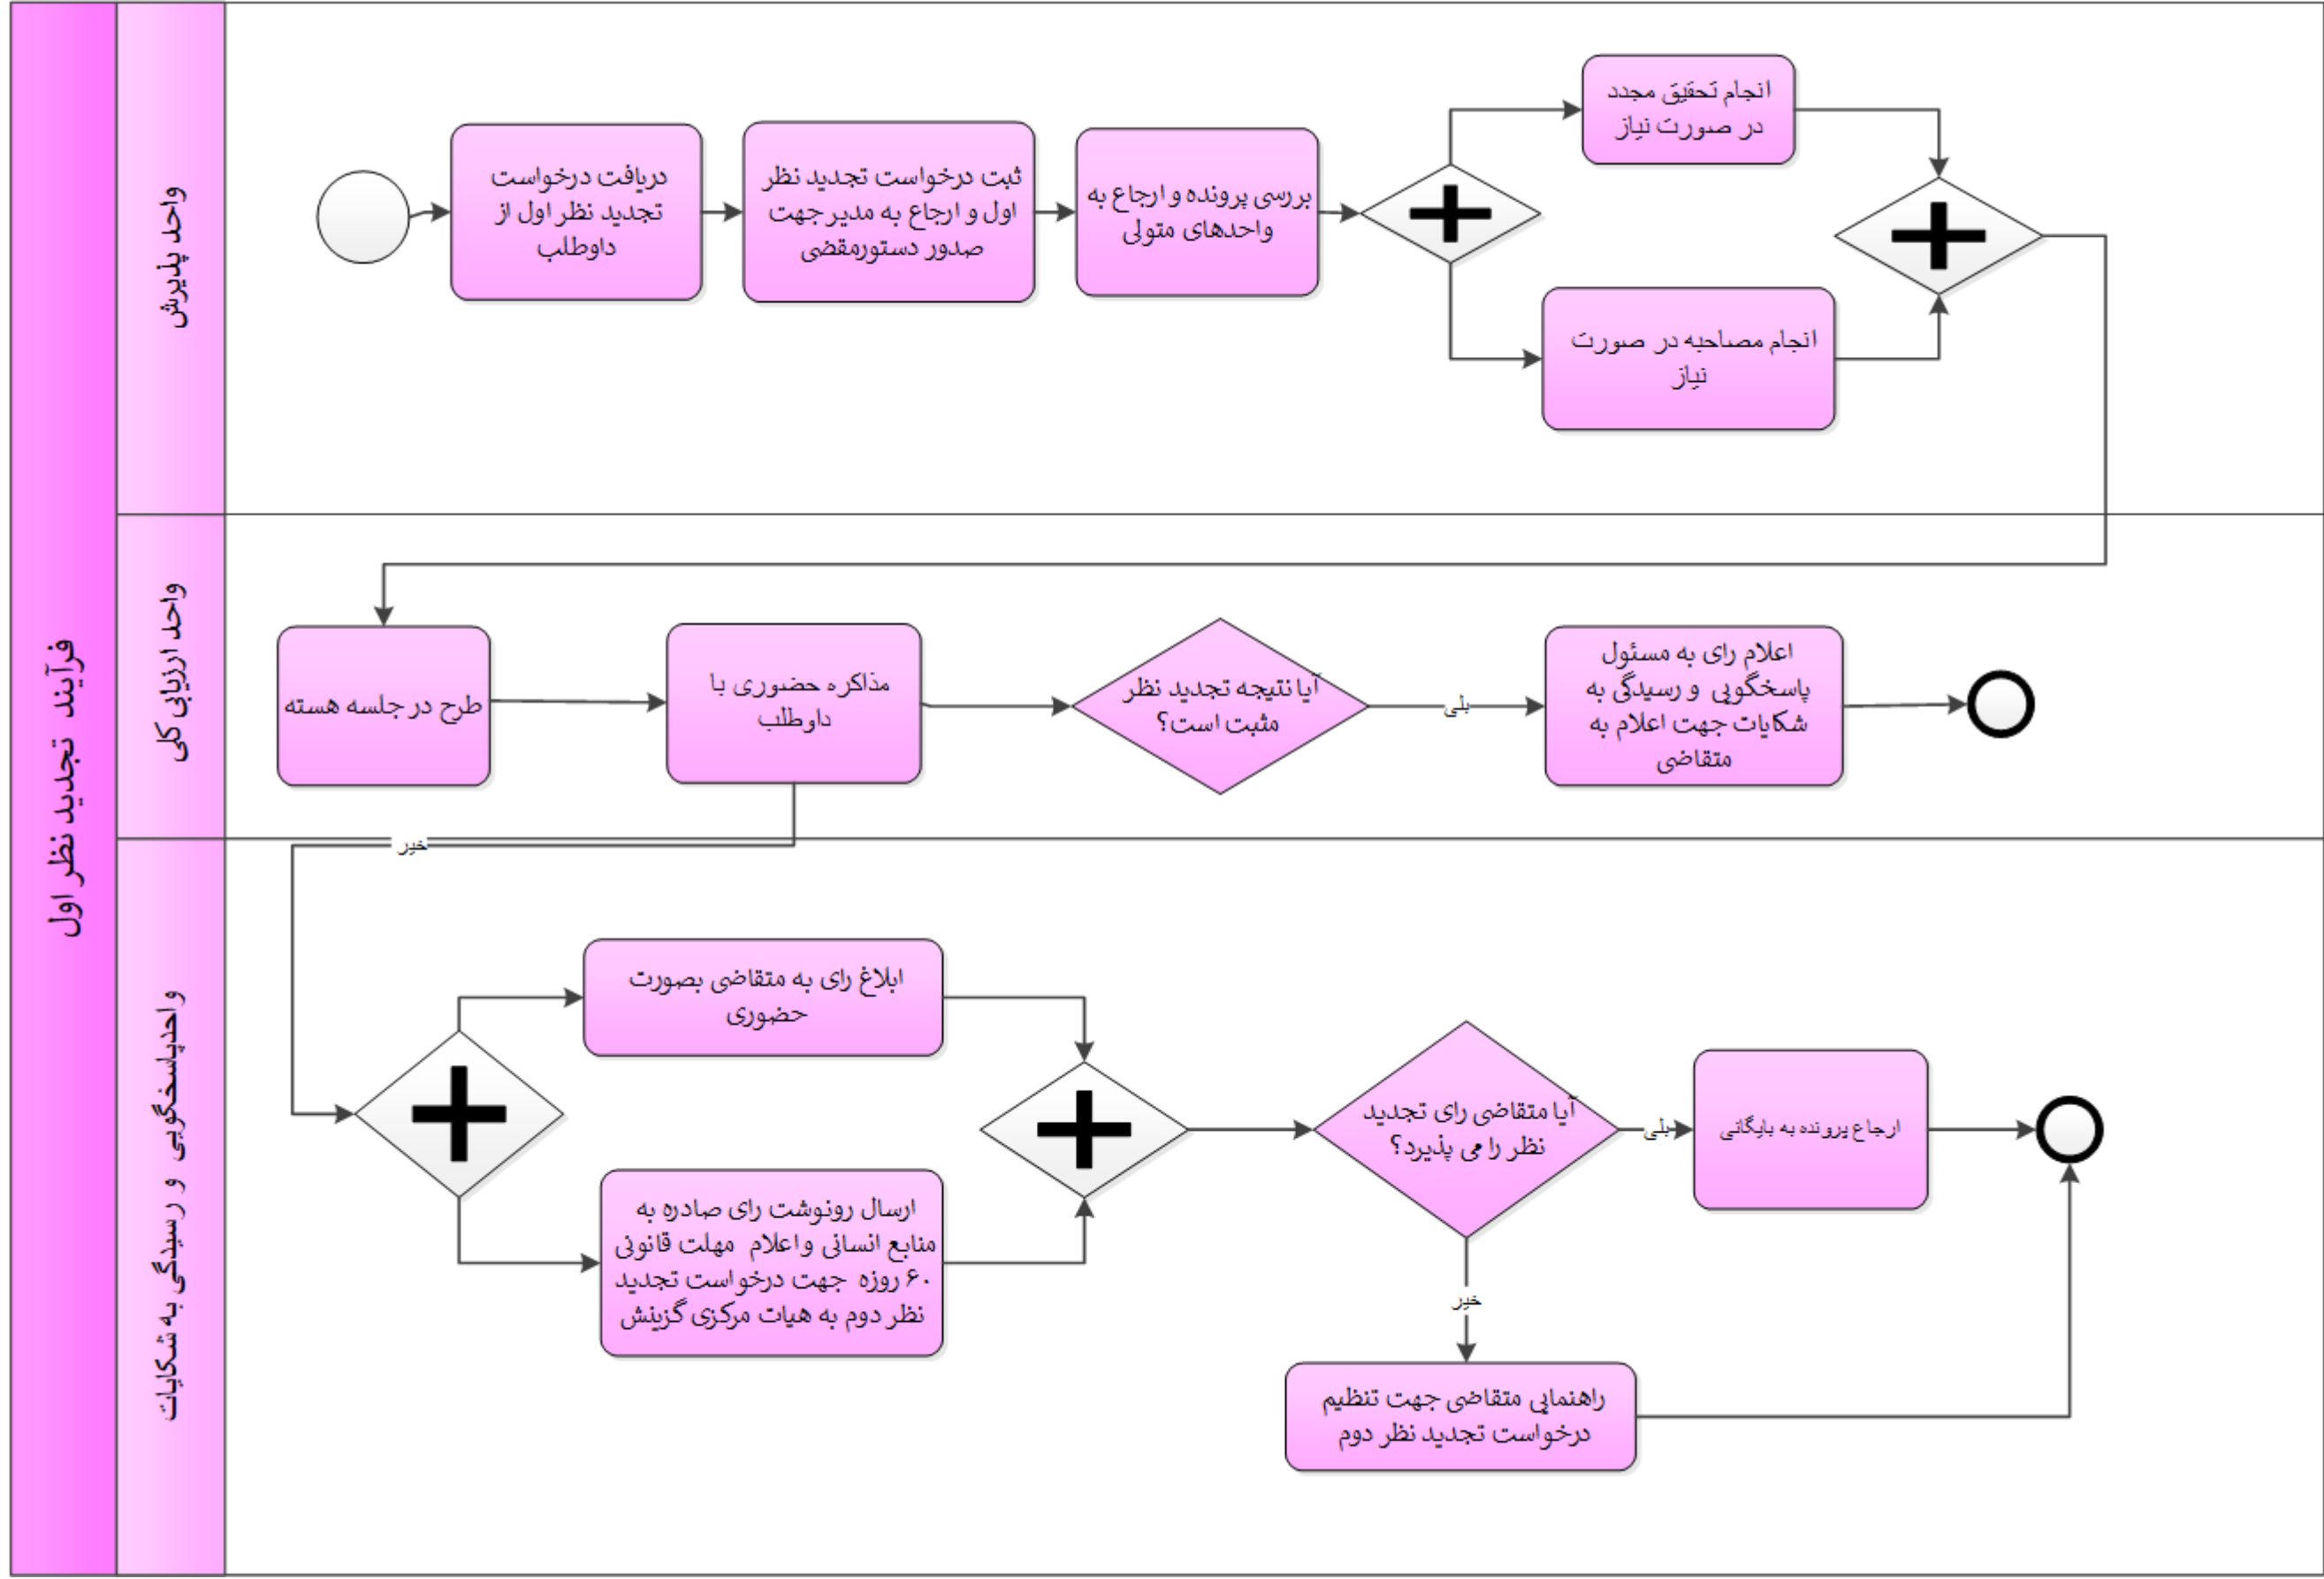 فرآیند تجدید نظر اول
واحد پذیرش
دریافت درخواست
تجدید نظر اول از
داوطلب
ثبت درخواست تجدید نظر
اول و ارجاع به مدیر جهت
صدور دستورمقضی
بررسی پرونده و ارجاع به
واحدهای متولی
انجام تحقیق مجدد
در صورت نیاز
انجام مصاحبه در صورت
نیاز
واحد ارزیابی کلی
طرح در جلسه هسته
مذاکره حضوری با
داوطلب
آیا نتیجه تجدید نظر
مثبت است؟
بلی
اعلام رای به مسئول
پاسخگویی و رسیدگی به
شکایات جهت اعلام به
متقاضی
خیر
واحدپاسخگویی و رسیدگی به شکایات
ابلاغ رای به متقاضی بصورت
حضوری
ارسال رونوشت رای صادره به
منابع انسانی واعلام مهلت قانونی
۶۰ روزه جهت درخواست تجدید
نظر دوم به هیات مرکزی گزینش
آیا متقاضی رای تجدید
نظر را می پذیرد؟
بلی
ارجاع پرونده به بایگانی
خیر
راهنمایی متقاضی جهت تنظیم
درخواست تجدید نظر دوم